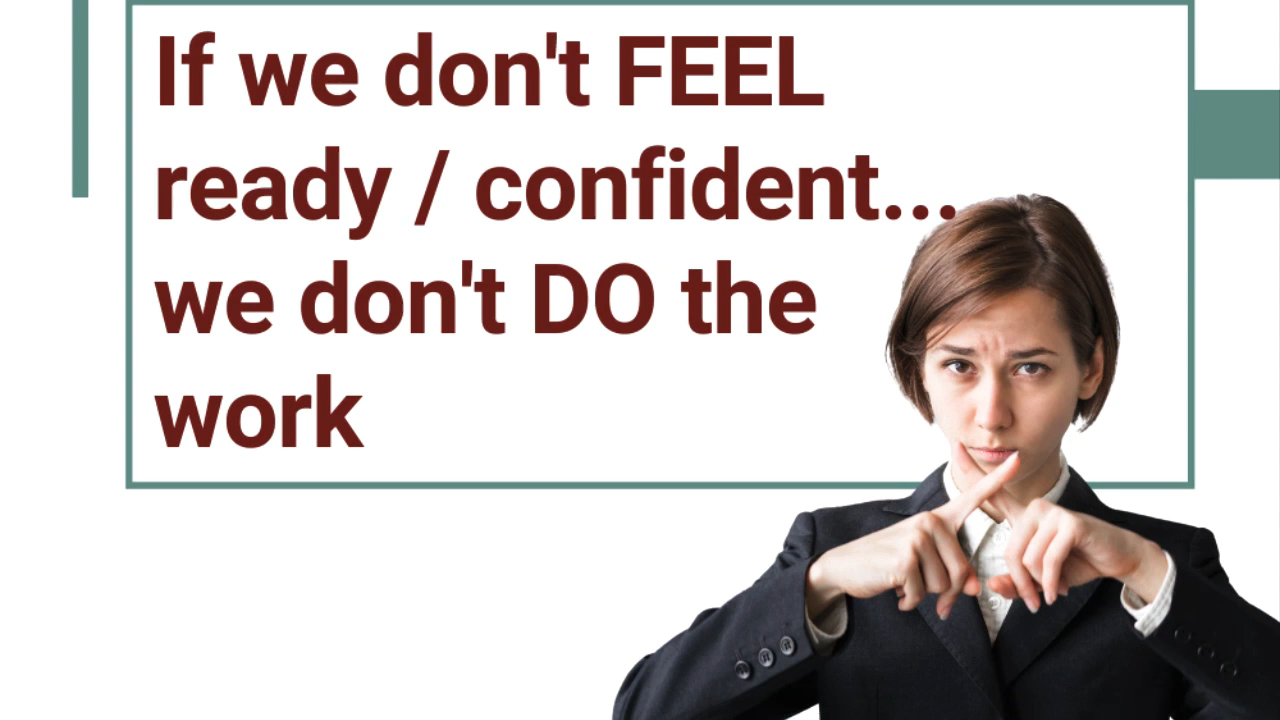 If we don't FEEL
ready / confident...
we don't DO the
work